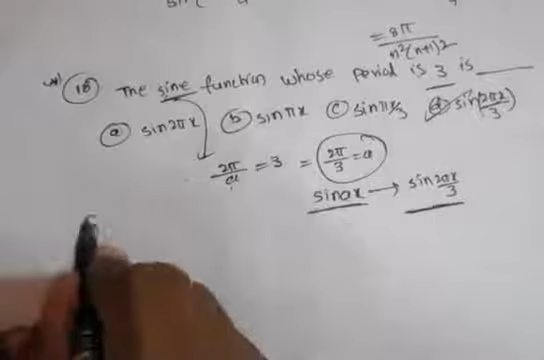 = 8π / n²(n+1)2
18 The sine function whose period is 3 is ______
a sin2πx b sinπx c sinπx/3 d sin(2πx/3)
2π/a = 3 = 2π/3 = a
sinax → sin2πx/3